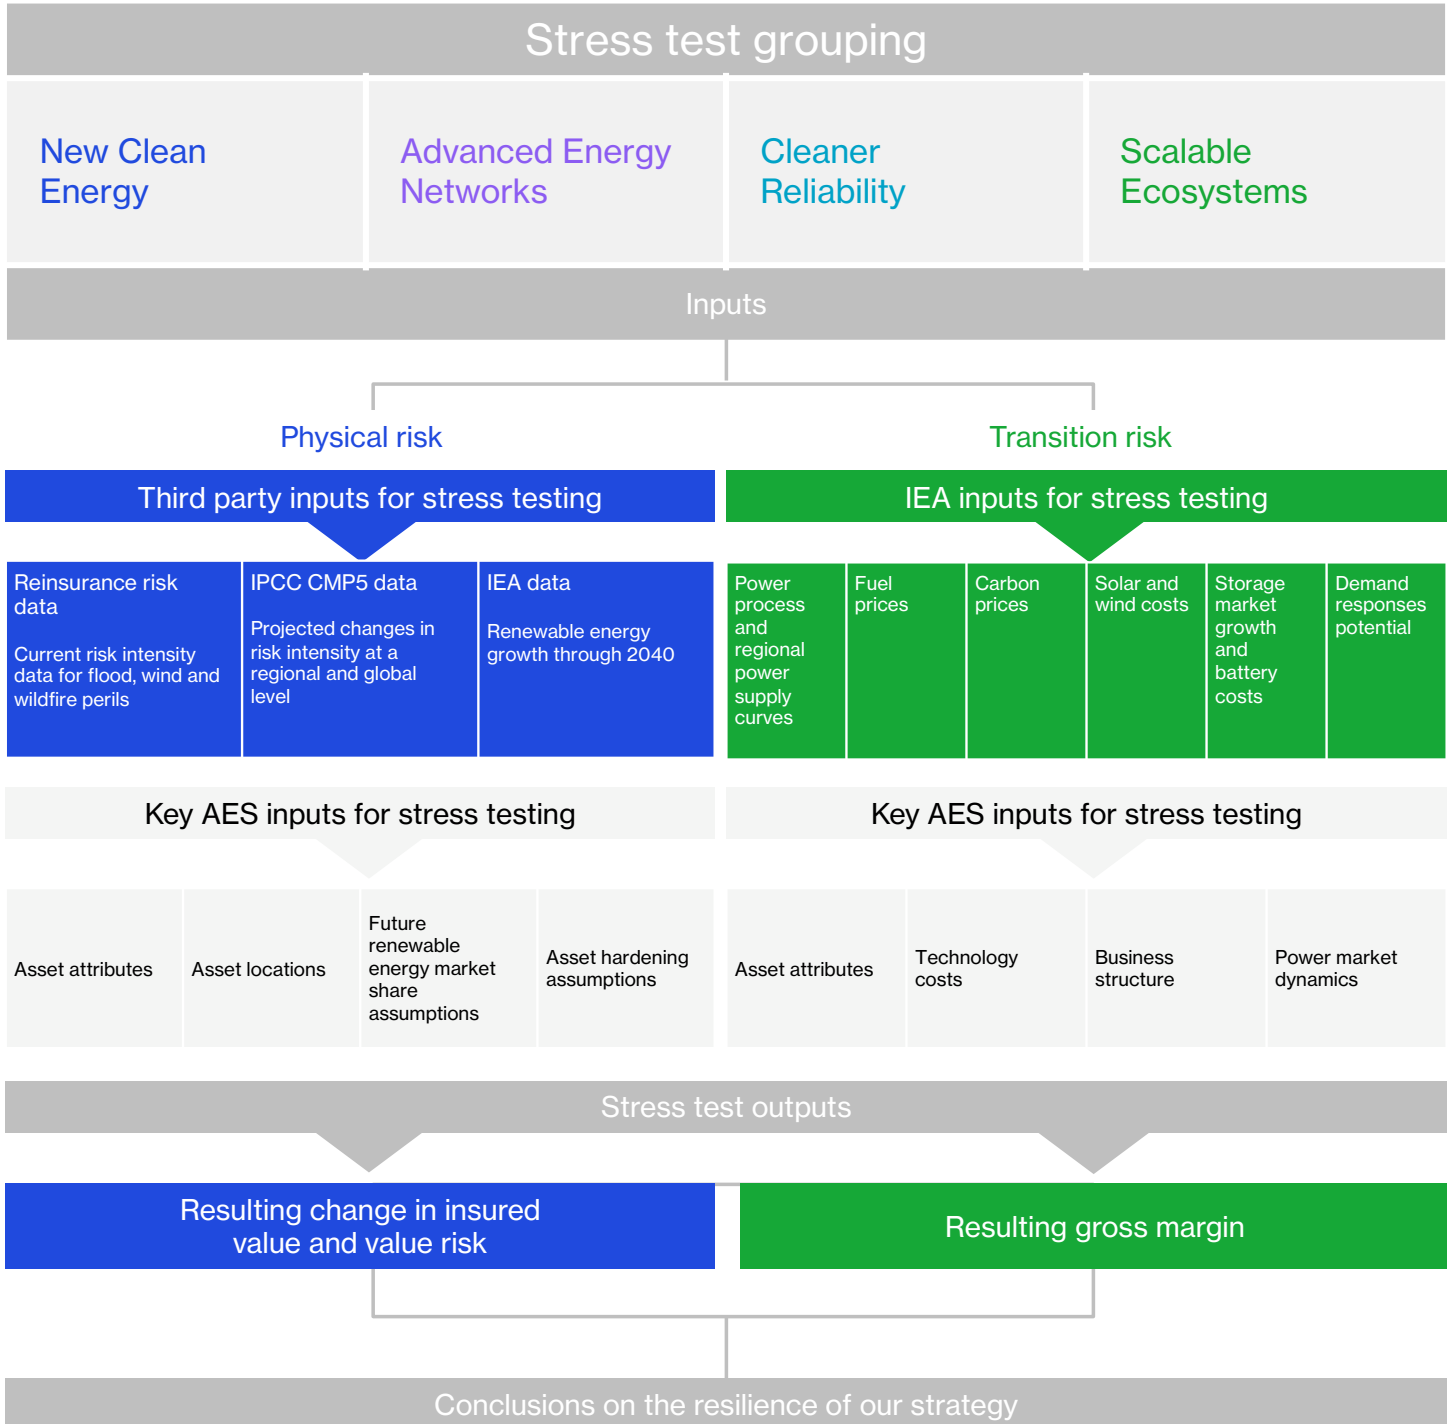 Stress test grouping
New Clean
Energy
Advanced Energy
Networks
Cleaner
Reliability
Scalable
Ecosystems
Inputs
Physical risk
Transition risk
Third party inputs for stress testing
IEA inputs for stress testing
Reinsurance risk
data
Current risk intensity
data for flood, wind and
wildfire perils
IPCC CMP5 data
Projected changes in
risk intensity at a
regional and global
level
IEA data
Renewable energy
growth through 2040
Power
process
and
regional
power
supply
curves
Fuel
prices
Carbon
prices
Solar and
wind costs
Storage
market
growth
and
battery
costs
Demand
responses
potential
Key AES inputs for stress testing
Key AES inputs for stress testing
Asset attributes
Asset locations
Future
renewable
energy market
share
assumptions
Asset hardening
assumptions
Asset attributes
Technology
costs
Business
structure
Power market
dynamics
Stress test outputs
Resulting change in insured
value and value risk
Resulting gross margin
Conclusions on the resilience of our strategy